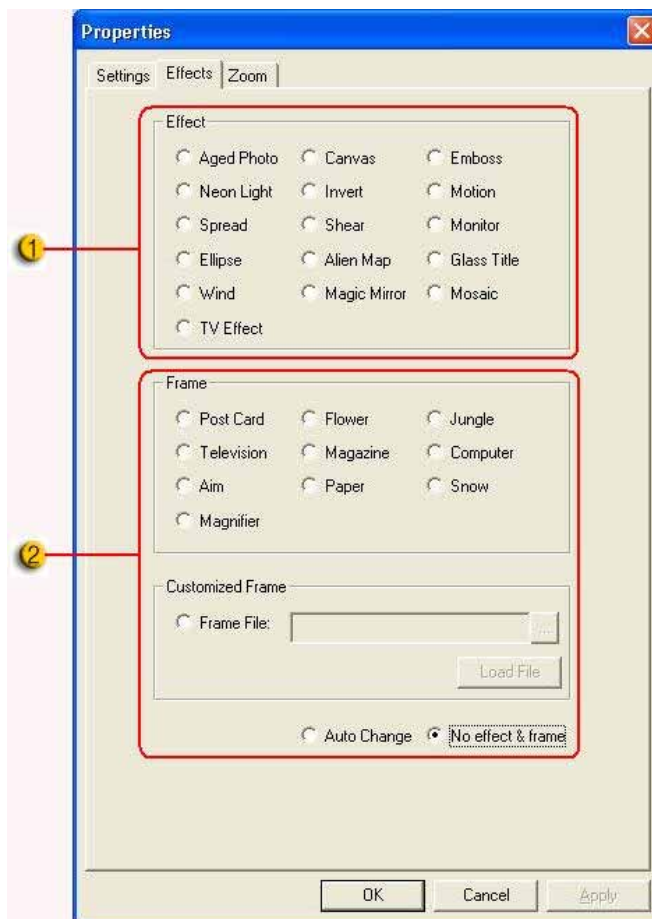 Properties
Settings Effects Zoom
Effect
Aged Photo Canvas Emboss
Neon Light Invert Motion
Spread Shear Monitor
1
Ellipse Alien Map Glass Title
Wind Magic Mirror Mosaic
TV Effect
Frame
Post Card Flower Jungle
Television Magazine Computer
Aim Paper Snow
Magnifier
2
Customized Frame
Frame File: ...
Load File
Auto Change No effect & frame
OK Cancel Apply